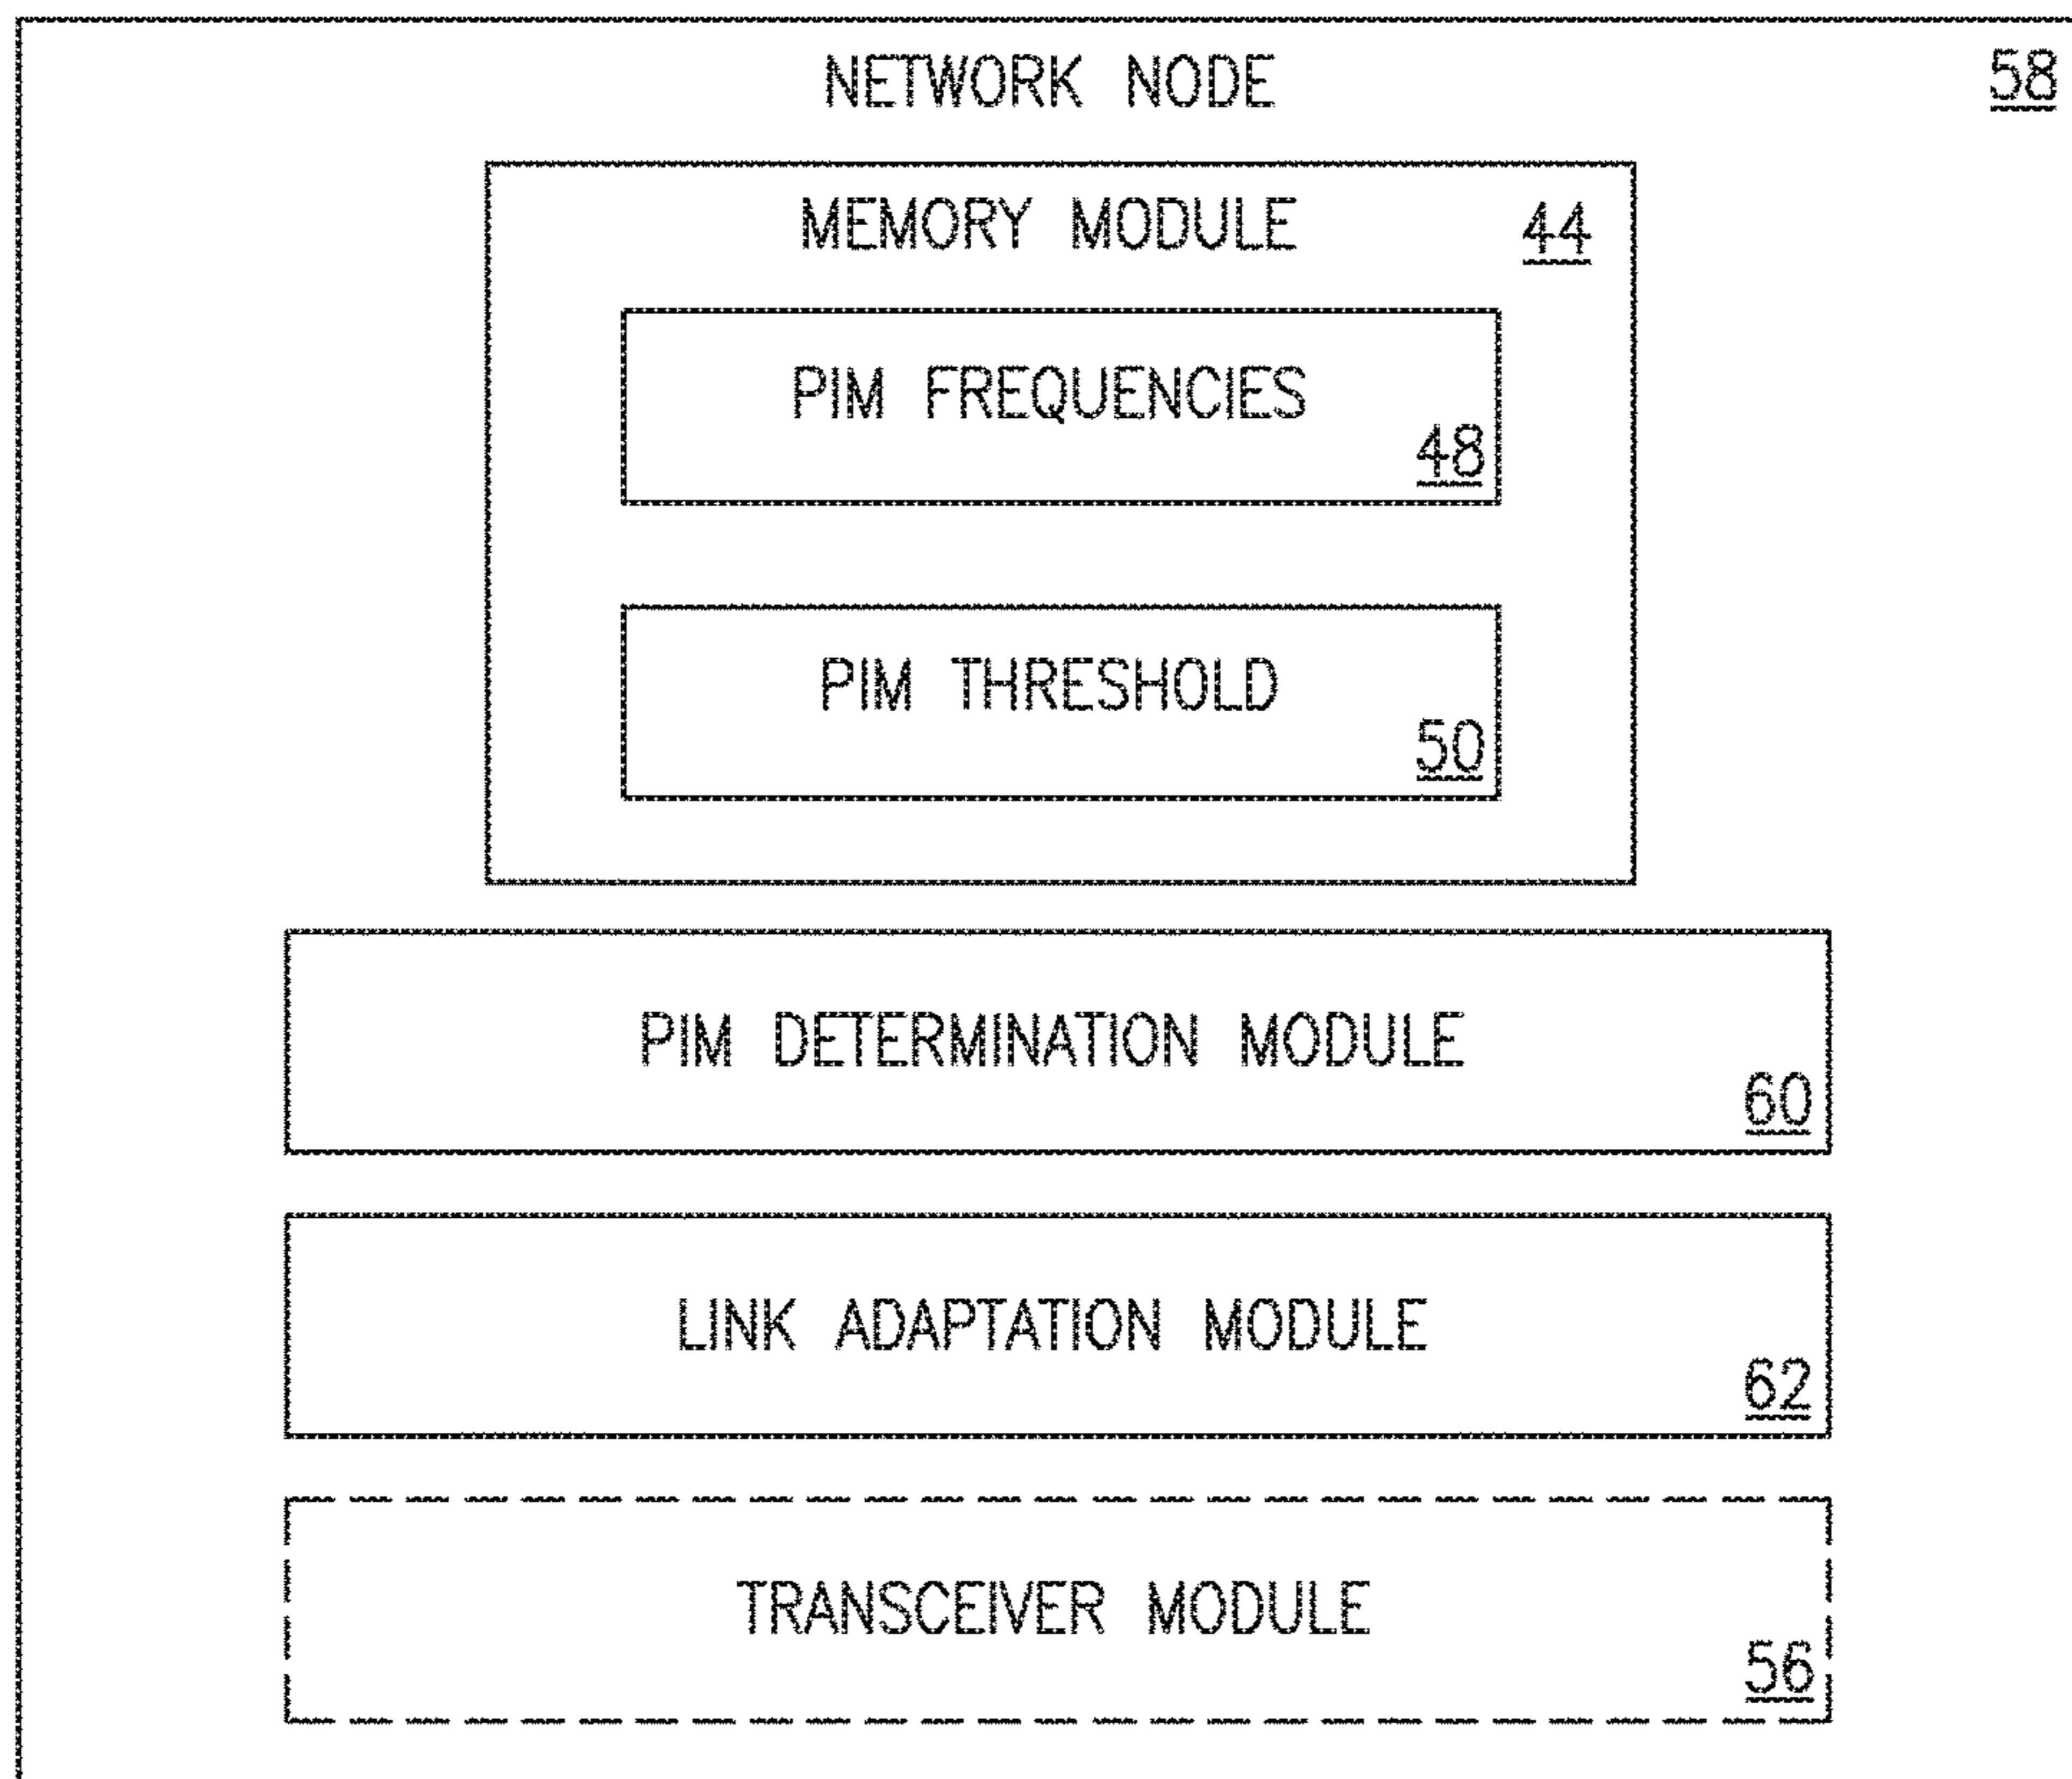 NETWORK NODE 58
MEMORY MODULE 44
PIM FREQUENCIES
48
PIM THRESHOLD
50
PIM DETERMINATION MODULE
60
LINK ADAPTATION MODULE
62
TRANSCEIVER MODULE
56